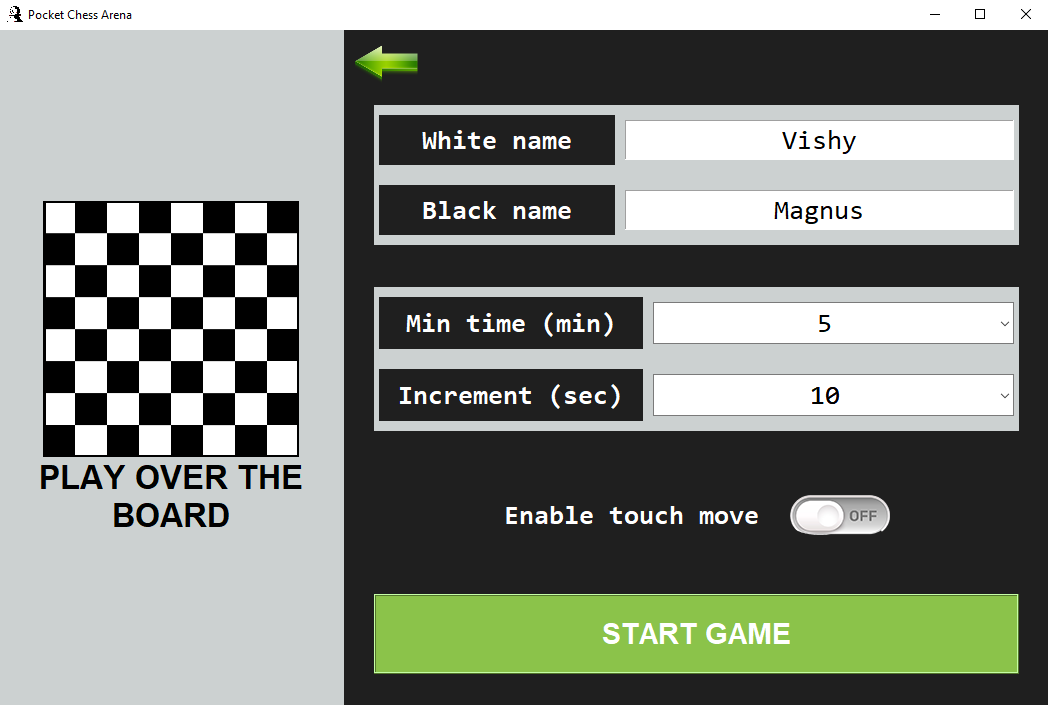 Pocket Chess Arena
White name
Vishy
Black name
Magnus
Min time (min)
5
Increment (sec)
10
PLAY OVER THE
BOARD
Enable touch move
OFF
START GAME